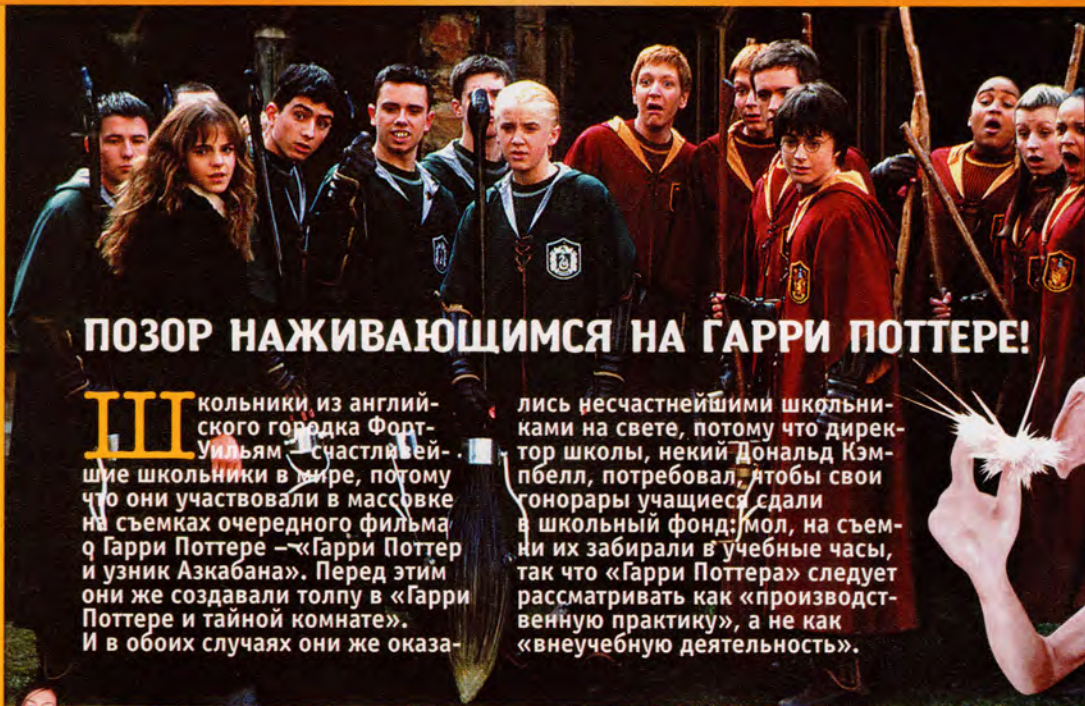 ПОЗОР НАЖИВАЮЩИМСЯ НА ГАРРИ ПОТТЕРЕ!
Школьники из англий-
ского городка Форт-
Уильям – счастливей-
шие школьники в мире, потому
что они участвовали в массовке
на съемках очередного фильма
о Гарри Поттере – «Гарри Поттер
и узник Азкабана». Перед этим
они же создавали толпу в «Гарри
Поттере и тайной комнате».
И в обоих случаях они же оказа-
лись несчастнейшими школьни-
ками на свете, потому что дирек-
тор школы, некий Дональд Кэм-
пбелл, потребовал, чтобы свои
гонорары учащиеся сдали
в школьный фонд: мол, на съем-
ки их забирали в учебные часы,
так что «Гарри Поттера» следует
рассматривать как «производст-
венную практику», а не как
«внеучебную деятельность».